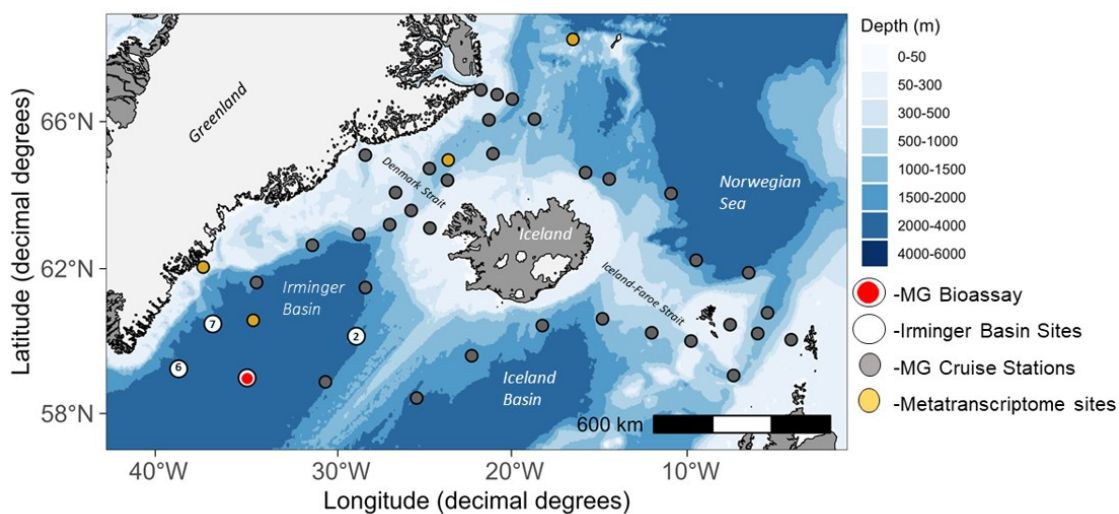 Latitude (decimal degrees)
66°N
62°N
58°N
40°W
30°W
20°W
10°W
Longitude (decimal degrees)
Greenland
Denmark Strait
Norwegian
Sea
Iceland
Irminger
Basin
Iceland-Faroe Strait
Iceland
Basin
7
2
6
600 km
Depth (m)
0-50
50-300
300-500
500-1000
1000-1500
1500-2000
2000-4000
4000-6000
-MG Bioassay
-Irminger Basin Sites
-MG Cruise Stations
-Metatranscriptome sites